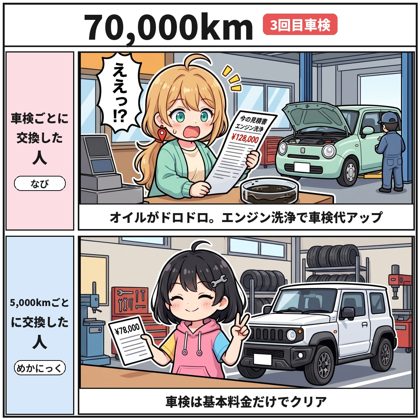 70,000km
3回目車検
車検ごとに
交換した
人
なび
ええっ!?
今の見積書
エンジン洗浄
¥128,000
オイルがドロドロ。エンジン洗浄で車検代アップ
5,000kmごと
に交換した
人
めかにっく
¥78,000
車検は基本料金だけでクリア